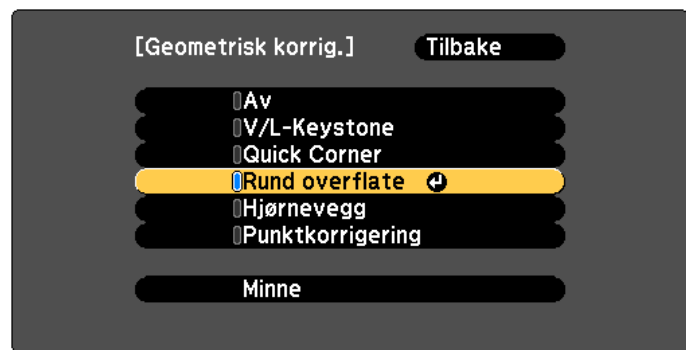 [Geometrisk korrig.] Tilbake
Av
V/L-Keystone
Quick Corner
Rund overflate
Hjørnevegg
Punktkorrigering
Minne